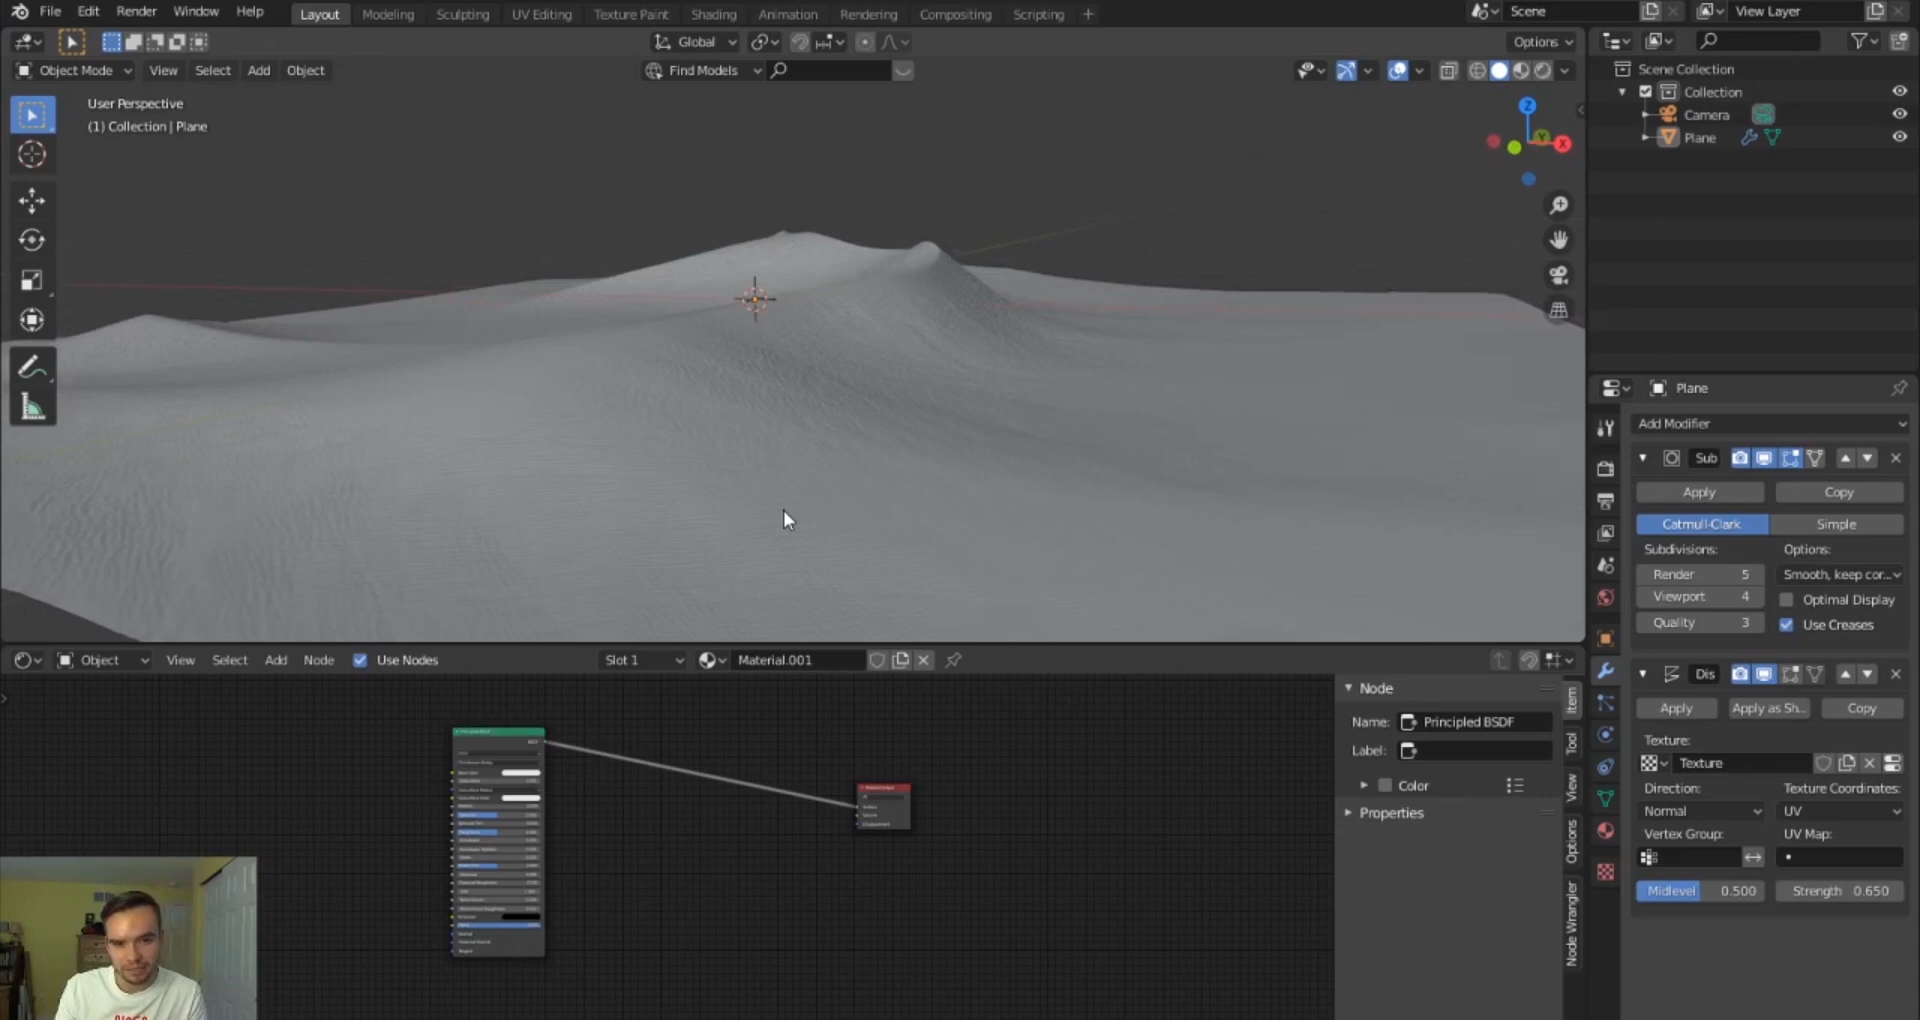 File Edit Render Window Help
Layout Modeling Sculpting UV Editing Texture Paint Shading Animation Rendering Compositing Scripting +
Scene
View Layer
Global
Options
Object Mode View Select Add Object
Find Models
User Perspective
(1) Collection | Plane
Z
Y
X
Scene Collection
Collection
Camera
Plane
Plane
Add Modifier
Sub
Apply Copy
Catmull-Clark Simple
Subdivisions: Options:
Render 5 Smooth, keep cor...
Viewport 4 Optimal Display
Quality 3 Use Creases
Dis
Apply Apply as Sh... Copy
Texture:
Texture
Direction: Texture Coordinates:
Normal UV
Vertex Group: UV Map:
Midlevel 0.500 Strength 0.650
Object View Select Add Node Use Nodes
Slot 1
Material.001
Node
Name: Principled BSDF
Label:
Color
Properties
Item
Tool
View
Options
Node Wrangler